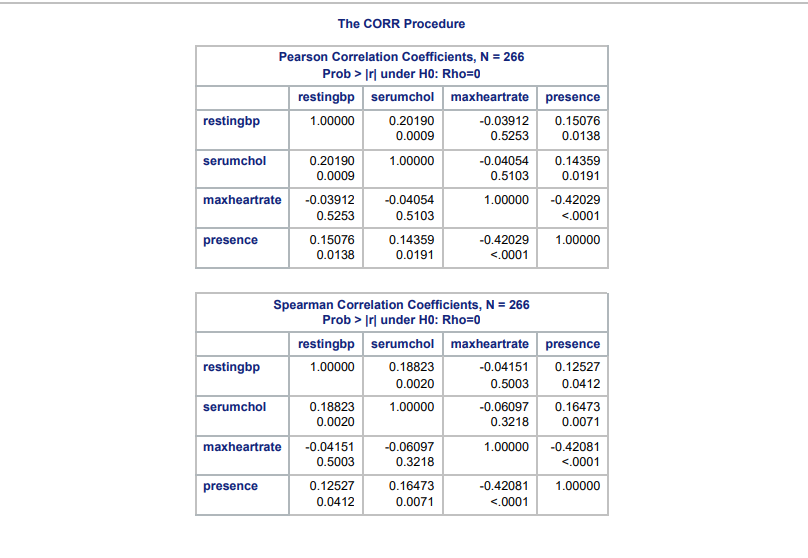 The CORR Procedure
Pearson Correlation Coefficients, N = 266
Prob > |r| under H0: Rho=0
restingbp serumchol maxheartrate presence
restingbp 1.00000 0.20190 -0.03912 0.15076
0.0009 0.5253 0.0138
serumchol 0.20190 1.00000 -0.04054 0.14359
0.0009 0.5103 0.0191
maxheartrate -0.03912 -0.04054 1.00000 -0.42029
0.5253 0.5103 <.0001
presence 0.15076 0.14359 -0.42029 1.00000
0.0138 0.0191 <.0001
Spearman Correlation Coefficients, N = 266
Prob > |r| under H0: Rho=0
restingbp serumchol maxheartrate presence
restingbp 1.00000 0.18823 -0.04151 0.12527
0.0020 0.5003 0.0412
serumchol 0.18823 1.00000 -0.06097 0.16473
0.0020 0.3218 0.0071
maxheartrate -0.04151 -0.06097 1.00000 -0.42081
0.5003 0.3218 <.0001
presence 0.12527 0.16473 -0.42081 1.00000
0.0412 0.0071 <.0001